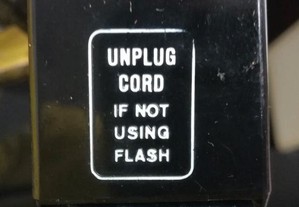 UNPLUG
CORD
IF NOT
USING
FLASH